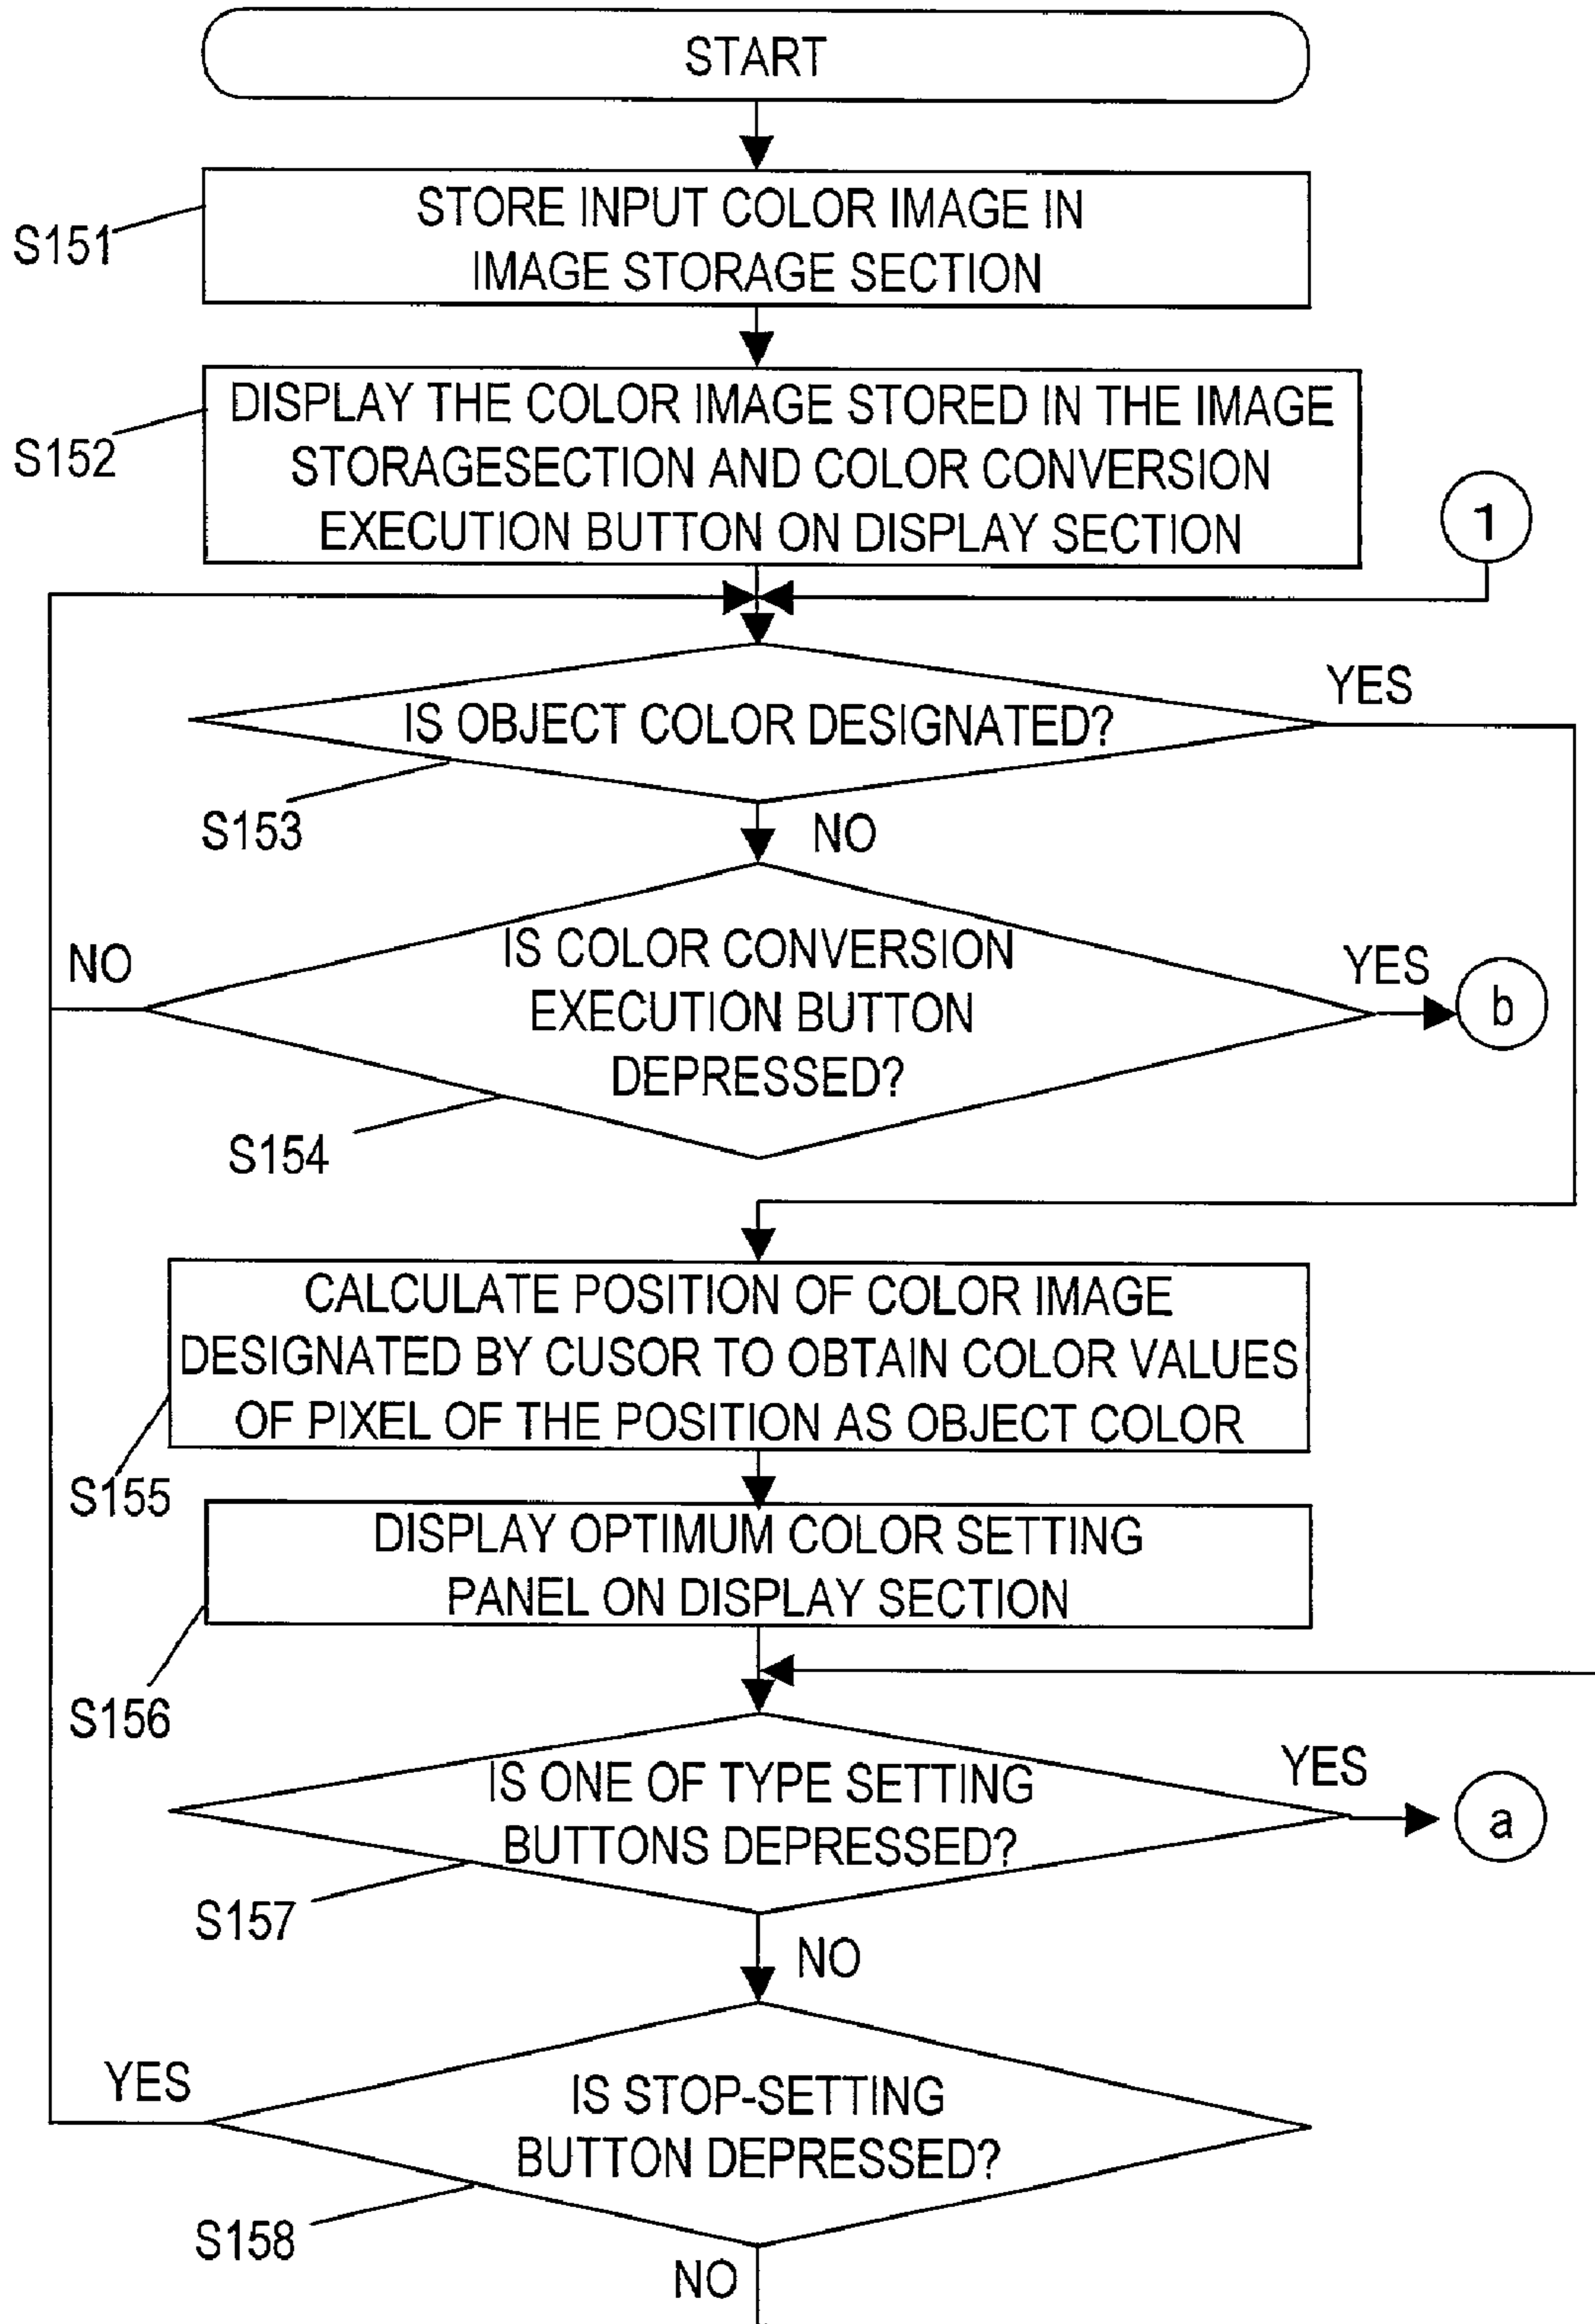 START
STORE INPUT COLOR IMAGE IN
IMAGE STORAGE SECTION
S151
DISPLAY THE COLOR IMAGE STORED IN THE IMAGE
STORAGESECTION AND COLOR CONVERSION
EXECUTION BUTTON ON DISPLAY SECTION
S152
1
IS OBJECT COLOR DESIGNATED?
YES
S153
NO
IS COLOR CONVERSION
EXECUTION BUTTON
DEPRESSED?
NO
YES
b
S154
CALCULATE POSITION OF COLOR IMAGE
DESIGNATED BY CUSOR TO OBTAIN COLOR VALUES
OF PIXEL OF THE POSITION AS OBJECT COLOR
S155
DISPLAY OPTIMUM COLOR SETTING
PANEL ON DISPLAY SECTION
S156
IS ONE OF TYPE SETTING
BUTTONS DEPRESSED?
YES
a
S157
NO
YES
IS STOP-SETTING
BUTTON DEPRESSED?
S158
NO